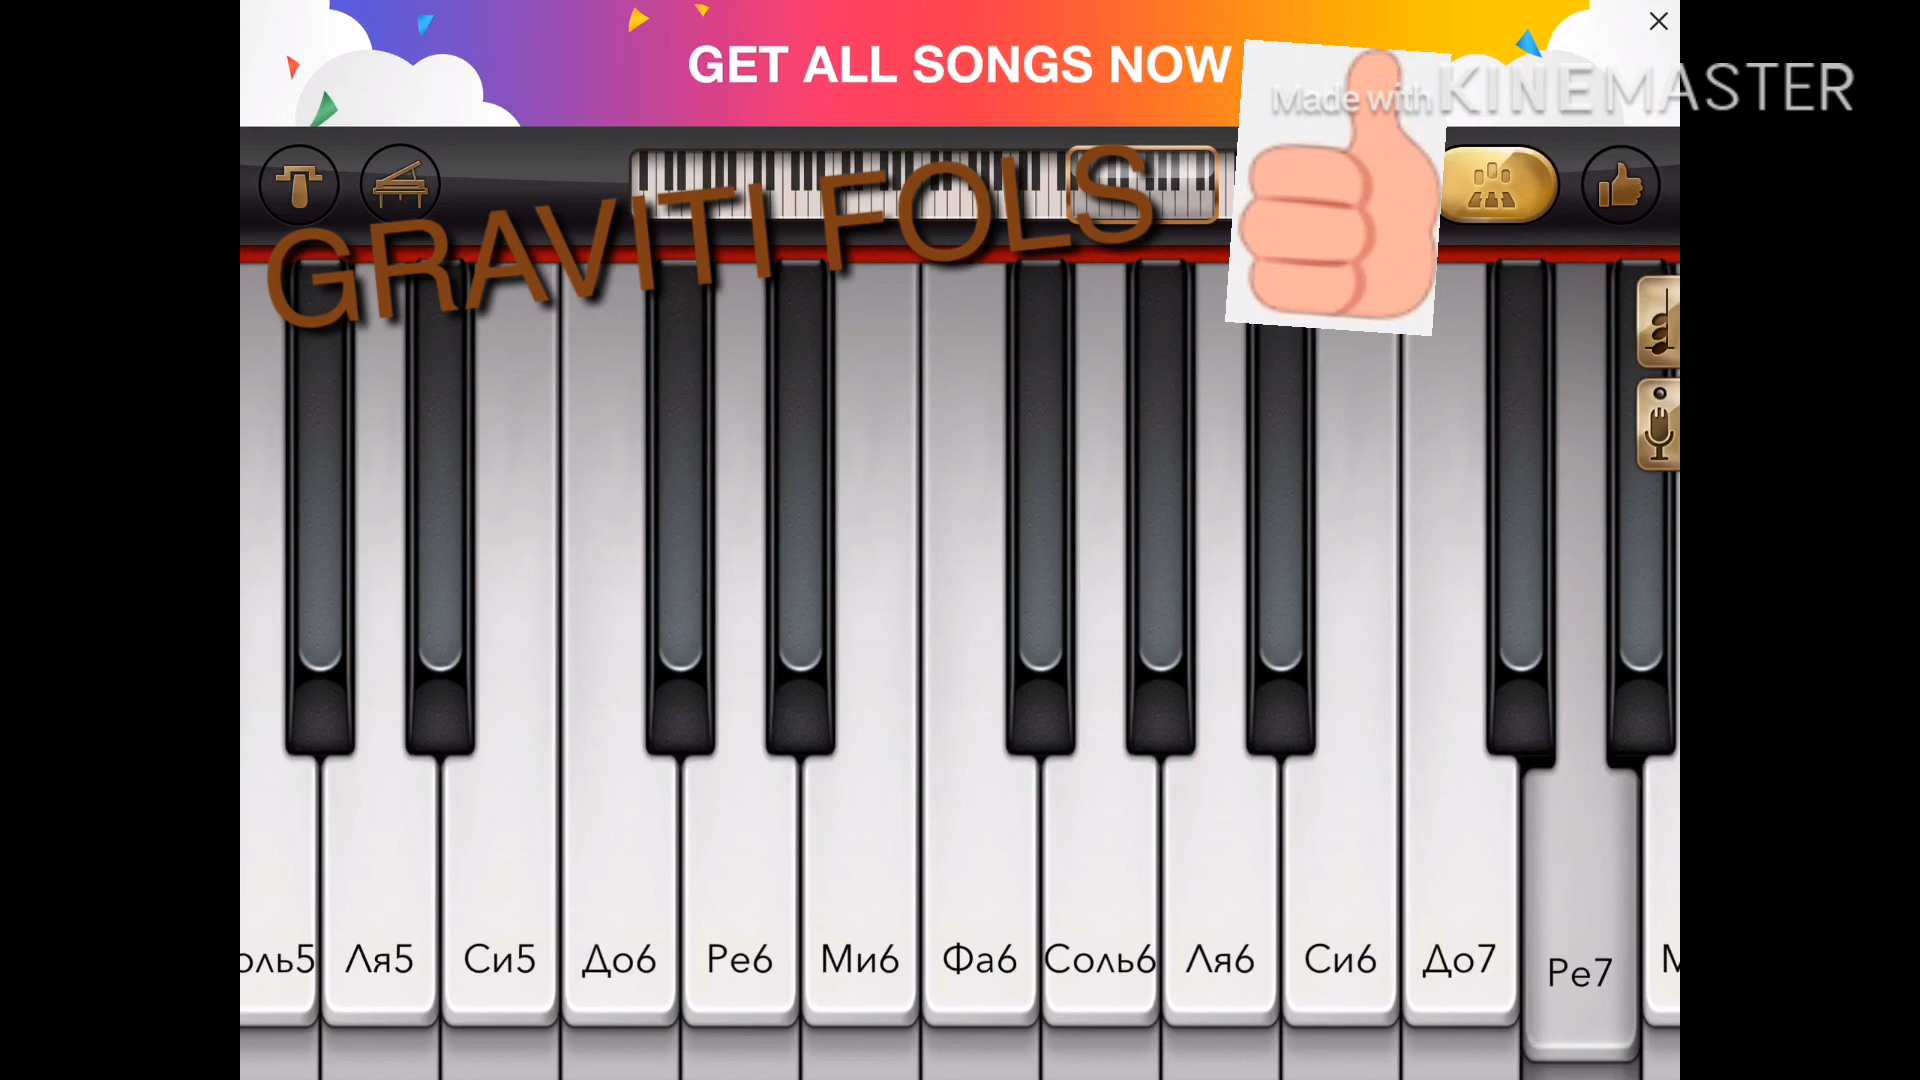 GET ALL SONGS NOW
Made with KINEMASTER
GRAVITI FOLS
оль5 Ля5 Си5 До6 Ре6 Ми6 Фа6 Соль6 Ля6 Си6 До7 Ре7 М